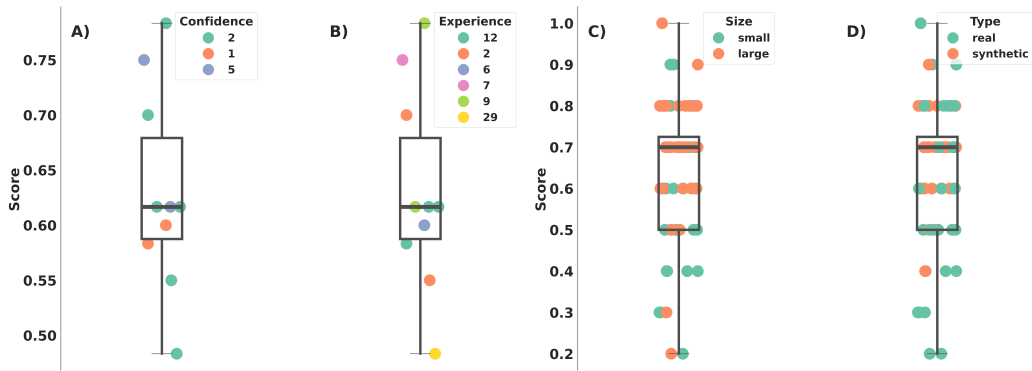 A)
Confidence
2
1
5
Score
0.75
0.70
0.65
0.60
0.55
0.50
B)
Experience
12
2
6
7
9
29
C)
Size
small
large
Score
1.0
0.9
0.8
0.7
0.6
0.5
0.4
0.3
0.2
D)
Type
real
synthetic